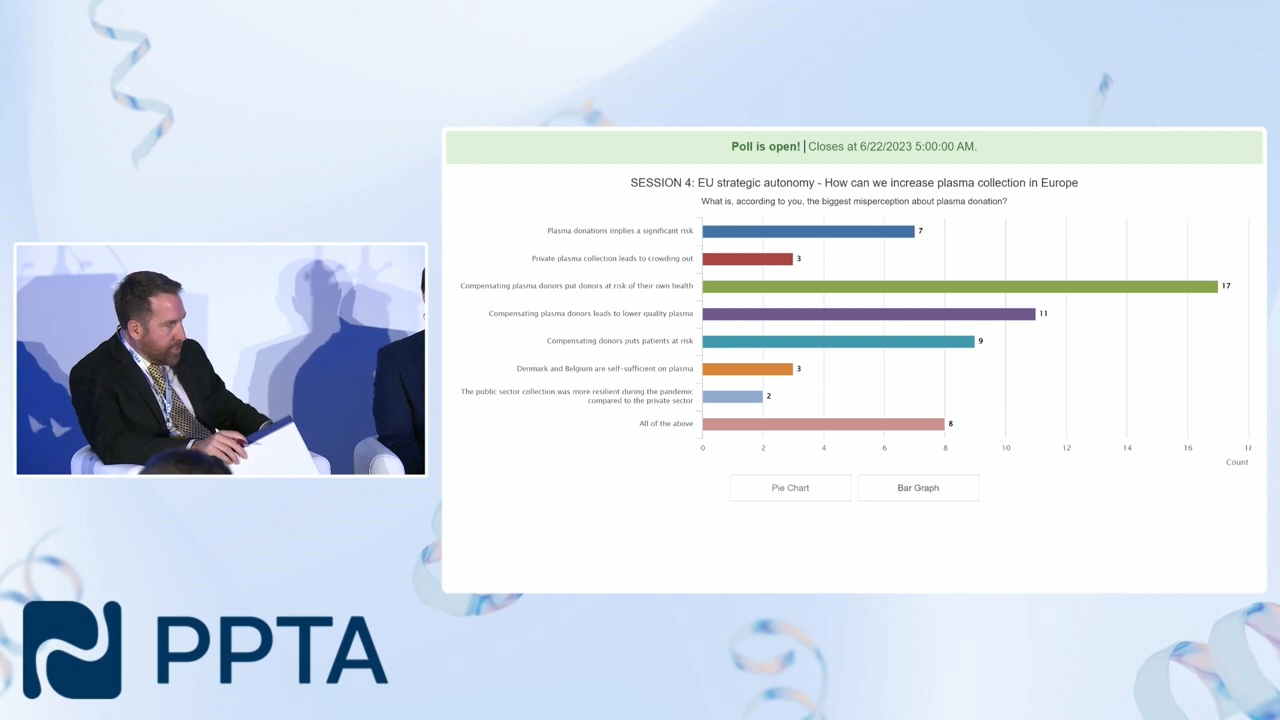 Poll is open! Closes at 6/22/2023 5:00:00 AM.
SESSION 4: EU strategic autonomy - How can we increase plasma collection in Europe
What is, according to you, the biggest misperception about plasma donation?
Plasma donations implies a significant risk 7
Private plasma collection leads to crowding out 3
Compensating plasma donors put donors at risk of their own health 17
Compensating plasma donors leads to lower quality plasma 11
Compensating donors puts patients at risk 9
Denmark and Belgium are self-sufficient on plasma 3
The public sector collection was more resilient during the pandemic
compared to the private sector 2
All of the above 8
0 2 4 6 8 10 12 14 16 18
Count
Pie Chart Bar Graph
PPTA